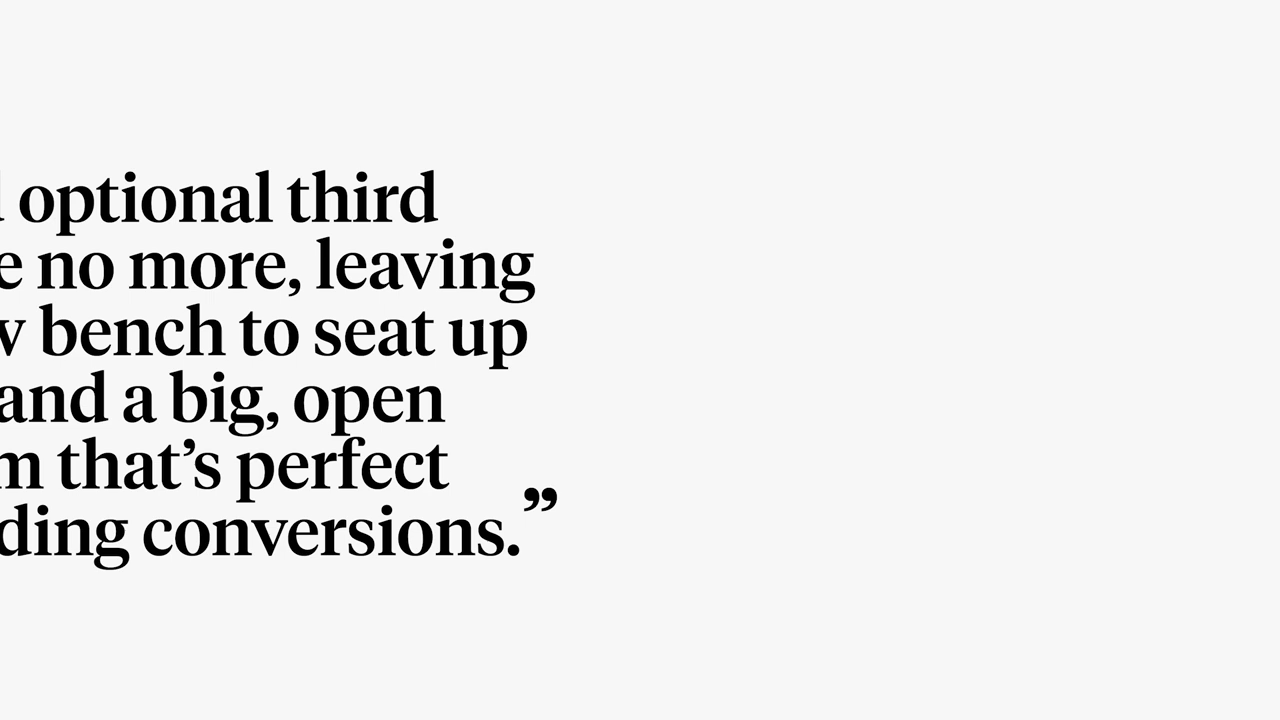 optional third
no more, leaving
bench to seat up
and a big, open
that’s perfect
conversions.”